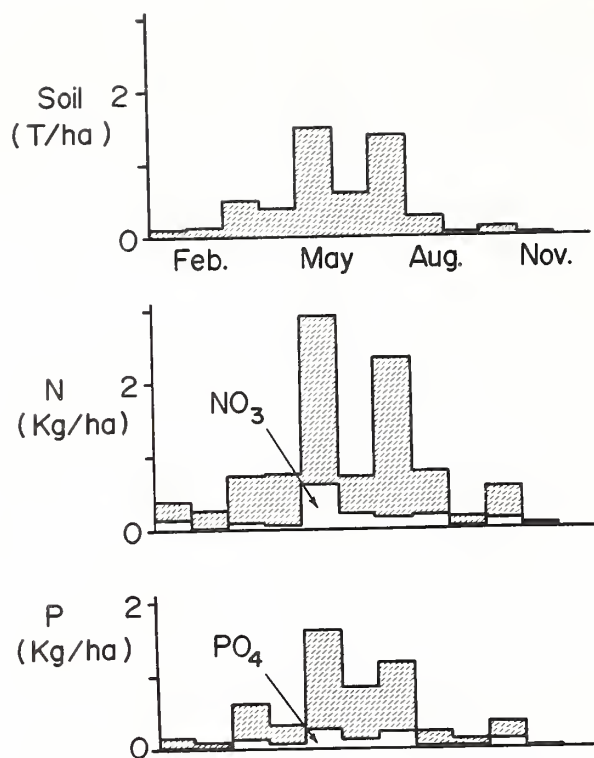 Soil
(T/ha)
2
0
Feb. May Aug. Nov.
N
(Kg/ha)
2
0
NO₃
P
(Kg/ha)
2
0
PO₄